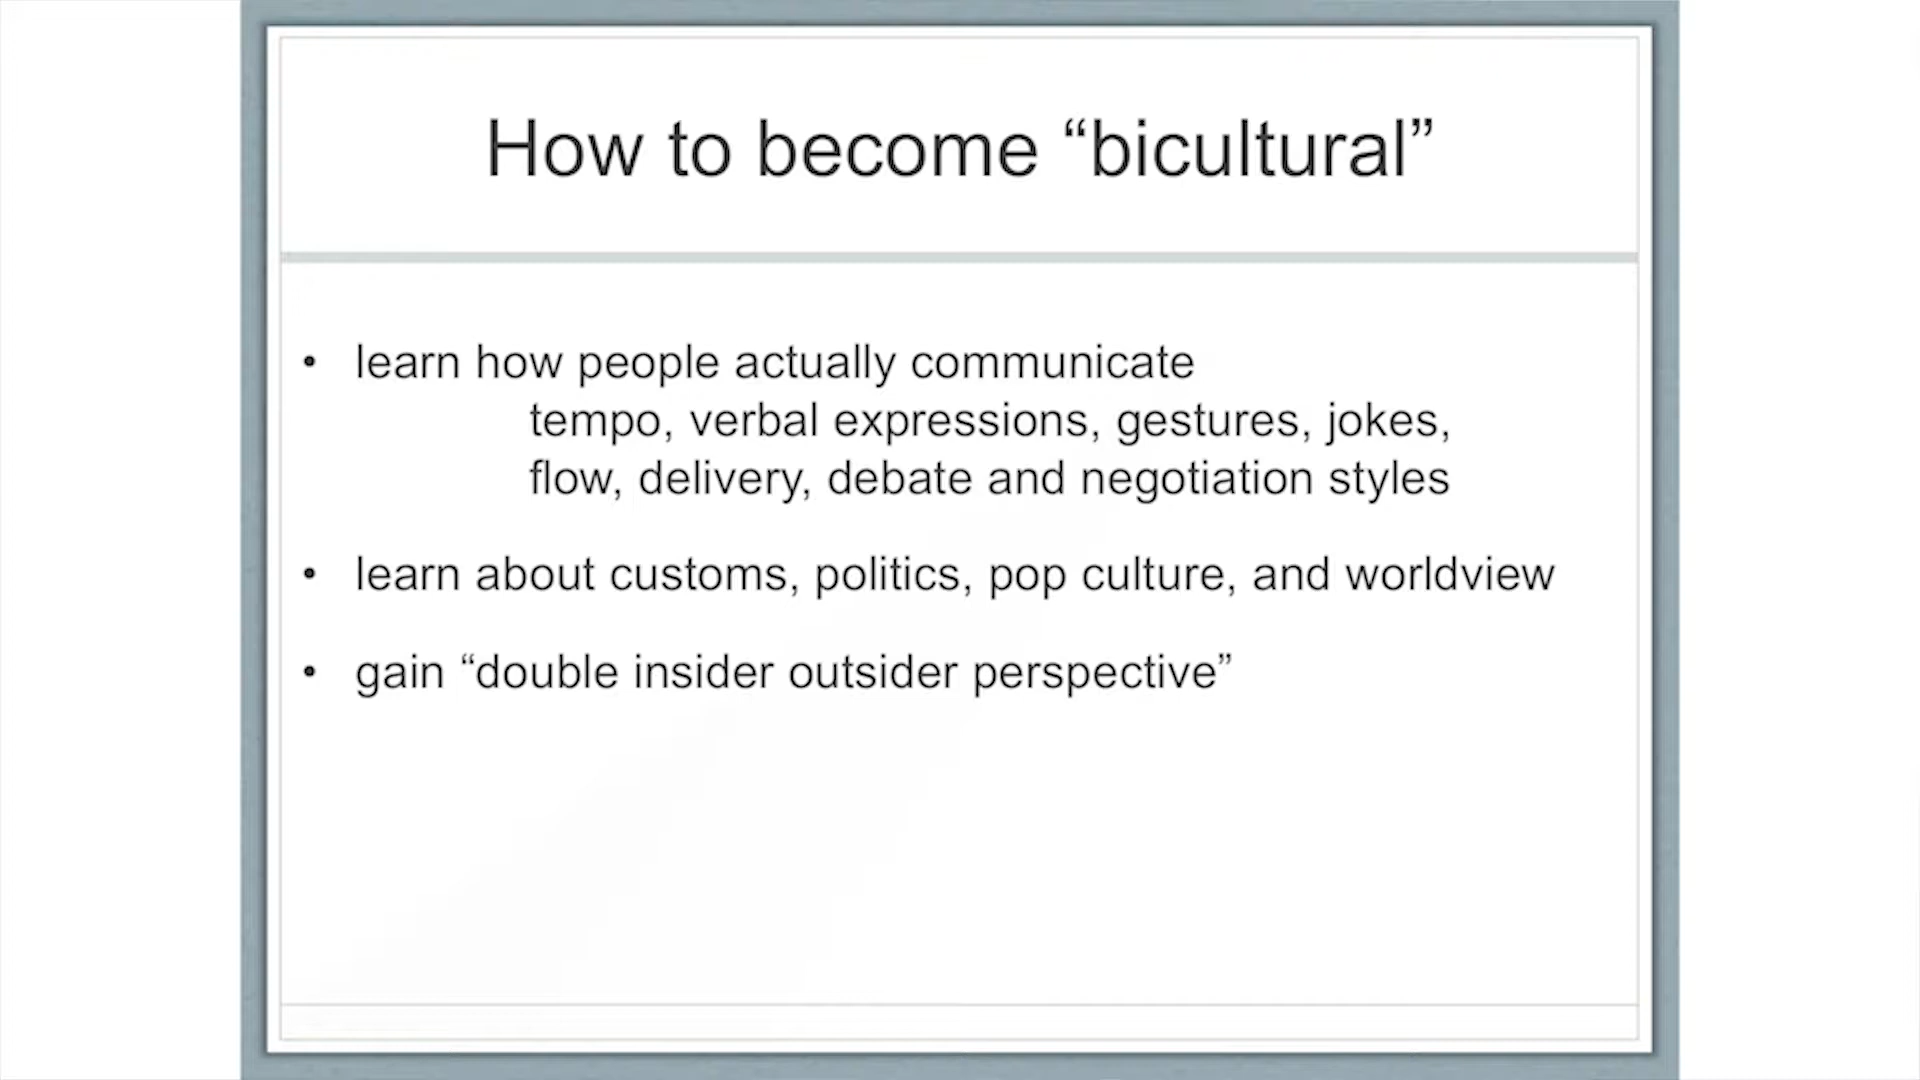 How to become “bicultural”
• learn how people actually communicate
tempo, verbal expressions, gestures, jokes,
flow, delivery, debate and negotiation styles
• learn about customs, politics, pop culture, and worldview
• gain “double insider outsider perspective”